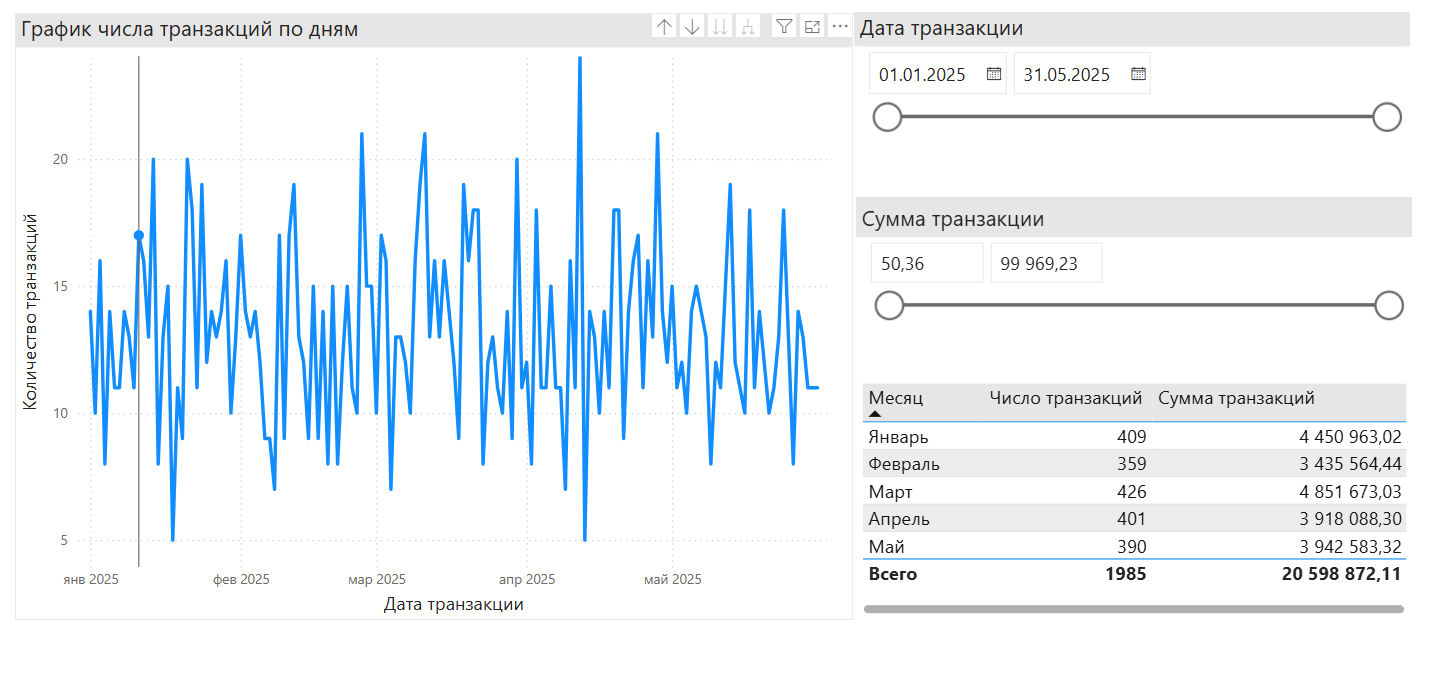 График числа транзакций по дням
Количество транзакций
20
15
10
5
янв 2025 фев 2025 мар 2025 апр 2025 май 2025
Дата транзакции
Дата транзакции
01.01.2025 31.05.2025
Сумма транзакции
50,36 99 969,23
Месяц Число транзакций Сумма транзакций
Январь 409 4 450 963,02
Февраль 359 3 435 564,44
Март 426 4 851 673,03
Апрель 401 3 918 088,30
Май 390 3 942 583,32
Всего 1985 20 598 872,11